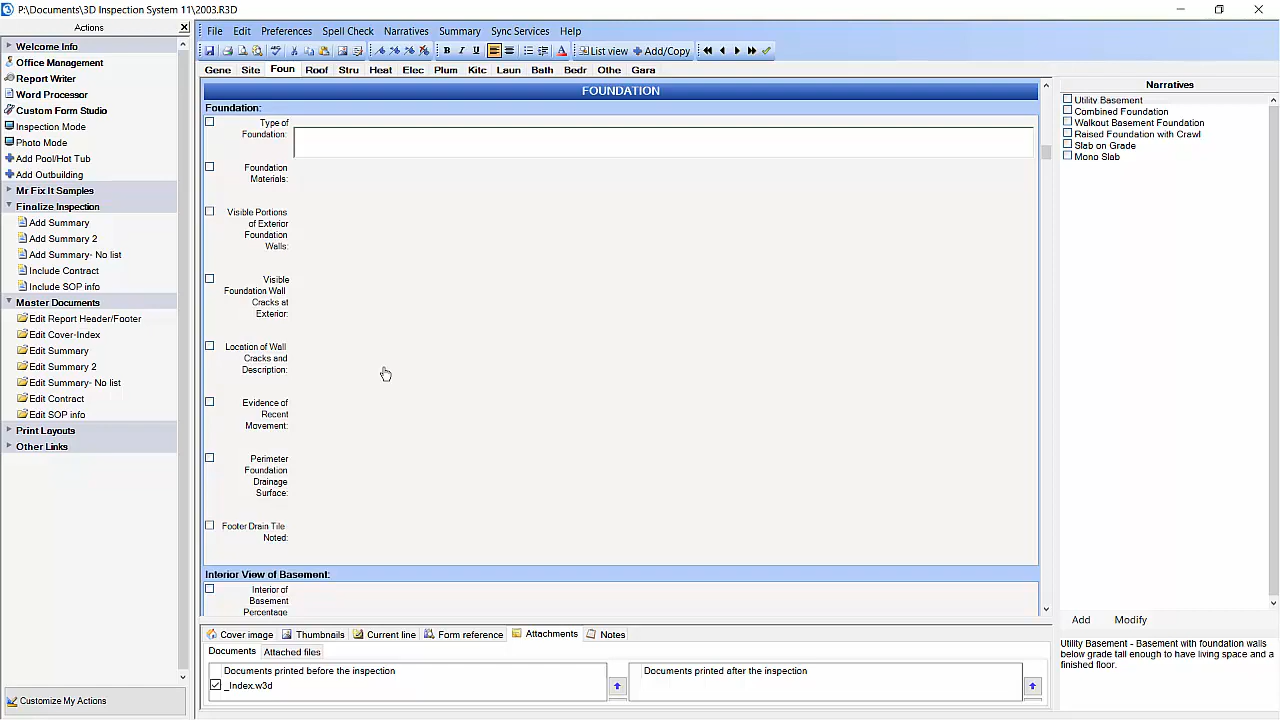 P:\Documents\3D Inspection System 11\2003.R3D
Actions
Welcome Info
Office Management
Report Writer
Word Processor
Custom Form Studio
Inspection Mode
Photo Mode
Add Pool/Hot Tub
Add Outbuilding
Mr Fix It Samples
Finalize Inspection
Add Summary
Add Summary 2
Add Summary- No list
Include Contract
Include SOP info
Master Documents
Edit Report Header/Footer
Edit Cover-Index
Edit Summary
Edit Summary 2
Edit Summary- No list
Edit Contract
Edit SOP info
Print Layouts
Other Links
Customize My Actions
File Edit Preferences Spell Check Narratives Summary Sync Services Help
B I U A List view Add/Copy
Gene Site Foun Roof Stru Heat Elec Plum Kitc Laun Bath Bedr Othe Gara
FOUNDATION
Foundation:
Type of
Foundation:
Foundation
Materials:
Visible Portions
of Exterior
Foundation
Walls:
Visible
Foundation Wall
Cracks at
Exterior:
Location of Wall
Cracks and
Description:
Evidence of
Recent
Movement:
Perimeter
Foundation
Drainage
Surface:
Footer Drain Tile
Noted:
Interior View of Basement:
Interior of
Basement
Percentage
Cover image Thumbnails Current line Form reference Attachments Notes
Documents Attached files
Documents printed before the inspection
_Index.w3d
Documents printed after the inspection
Narratives
Utility Basement
Combined Foundation
Walkout Basement Foundation
Raised Foundation with Crawl
Slab on Grade
Mono Slab
Add Modify
Utility Basement - Basement with foundation walls
below grade tall enough to have living space and a
finished floor.